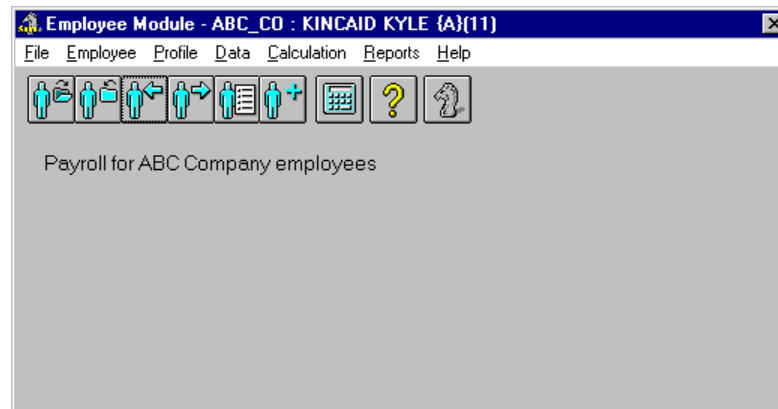 Employee Module - ABC_CO : KINCAID KYLE {A}(11)
File Employee Profile Data Calculation Reports Help
Payroll for ABC Company employees